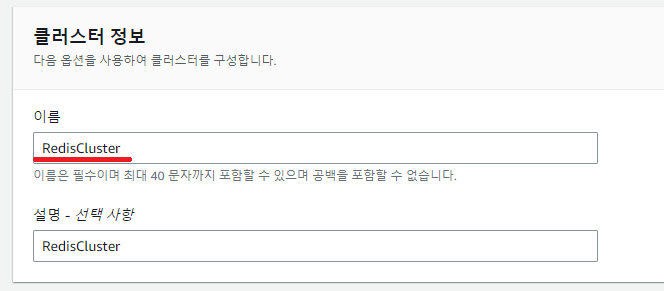 클러스터 정보
다음 옵션을 사용하여 클러스터를 구성합니다.
이름
RedisCluster
이름은 필수이며 최대 40 문자까지 포함할 수 있으며 공백을 포함할 수 없습니다.
설명 - 선택 사항
RedisCluster